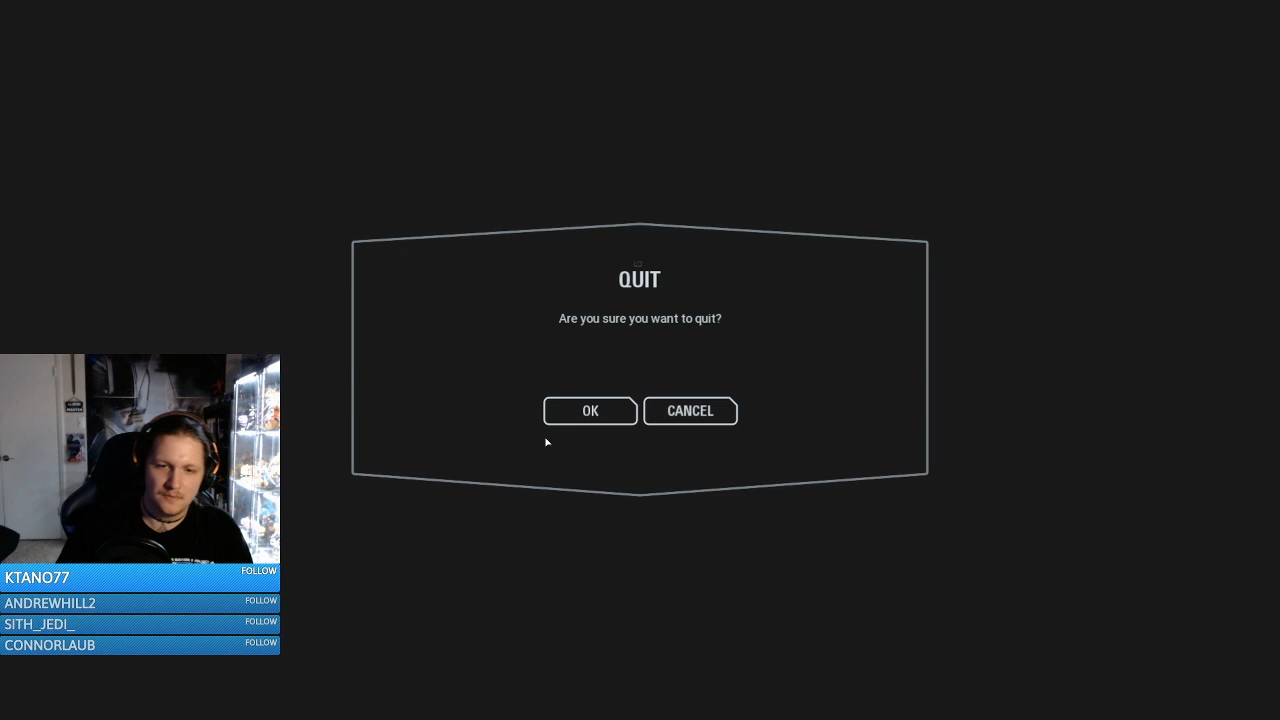 QUIT
Are you sure you want to quit?
OK
CANCEL
KTANO77
FOLLOW
ANDREWHILL2
FOLLOW
SITH_JEDI_
FOLLOW
CONNORLAUB
FOLLOW